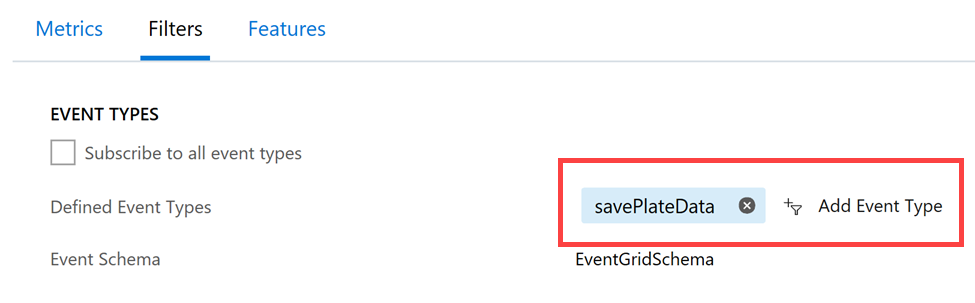 Metrics Filters Features
EVENT TYPES
Subscribe to all event types
Defined Event Types savePlateData Add Event Type
Event Schema EventGridSchema